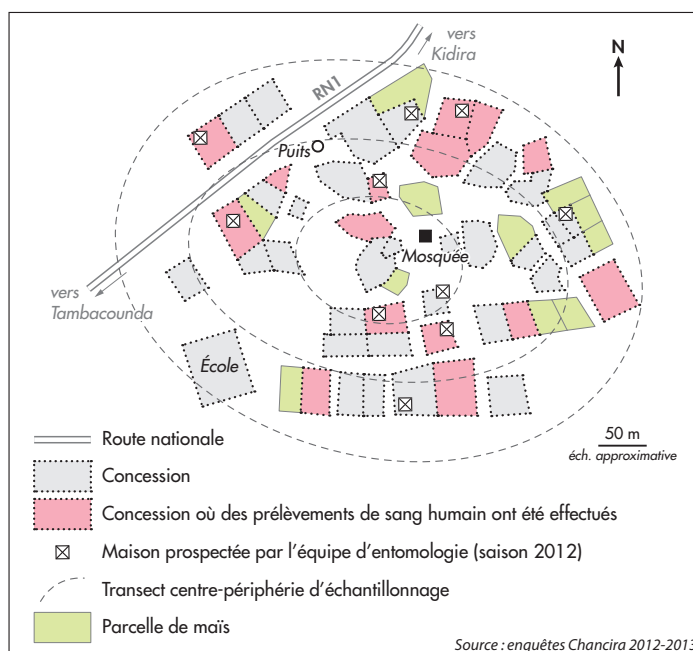 vers
Kidira
N
RN1
Puits
Mosquée
vers
Tambacounda
École
50 m
éch. approximative
Route nationale
Concession
Concession où des prélèvements de sang humain ont été effectués
Maison prospectée par l'équipe d'entomologie (saison 2012)
Transect centre-périphérie d'échantillonnage
Parcelle de maïs
Source : enquêtes Chancira 2012-2013